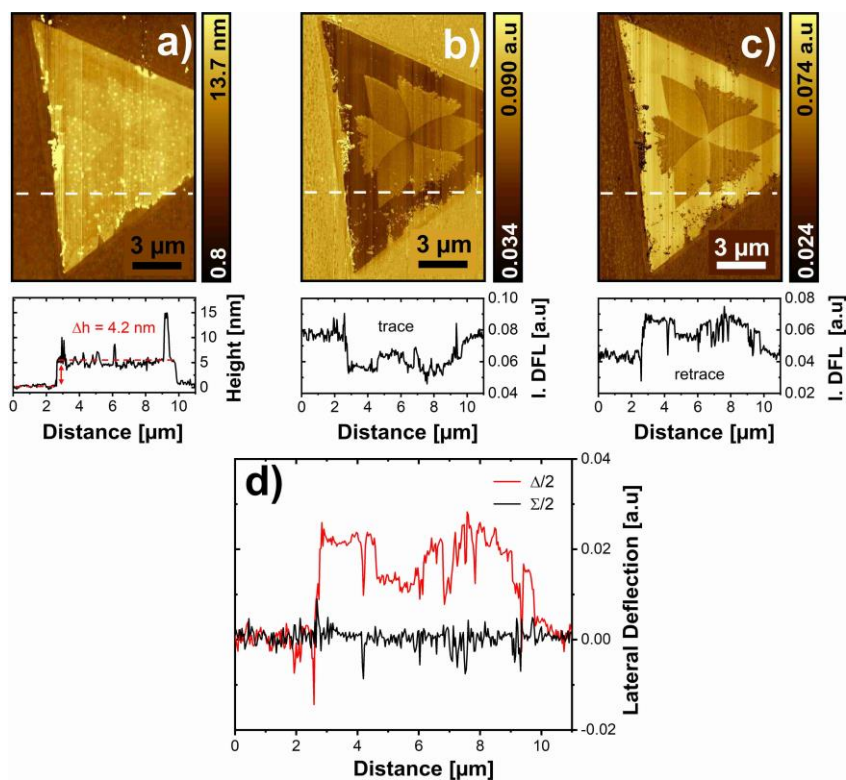 a)
13.7 nm
0.8
3 µm
b)
0.090 a.u
0.034
3 µm
c)
0.074 a.u
0.024
3 µm
Δh = 4.2 nm
15
10
5
0
Height [nm]
0 2 4 6 8 10
Distance [µm]
trace
0.10
0.08
0.06
0.04
l. DFL [a.u]
0 2 4 6 8 10
Distance [µm]
retrace
0.08
0.06
0.04
l. DFL [a.u]
0 2 4 6 8 10
Distance [µm]
d)
Δ/2
Σ/2
0.04
0.02
0.00
-0.02
Lateral Deflection [a.u]
0 2 4 6 8 10
Distance [µm]